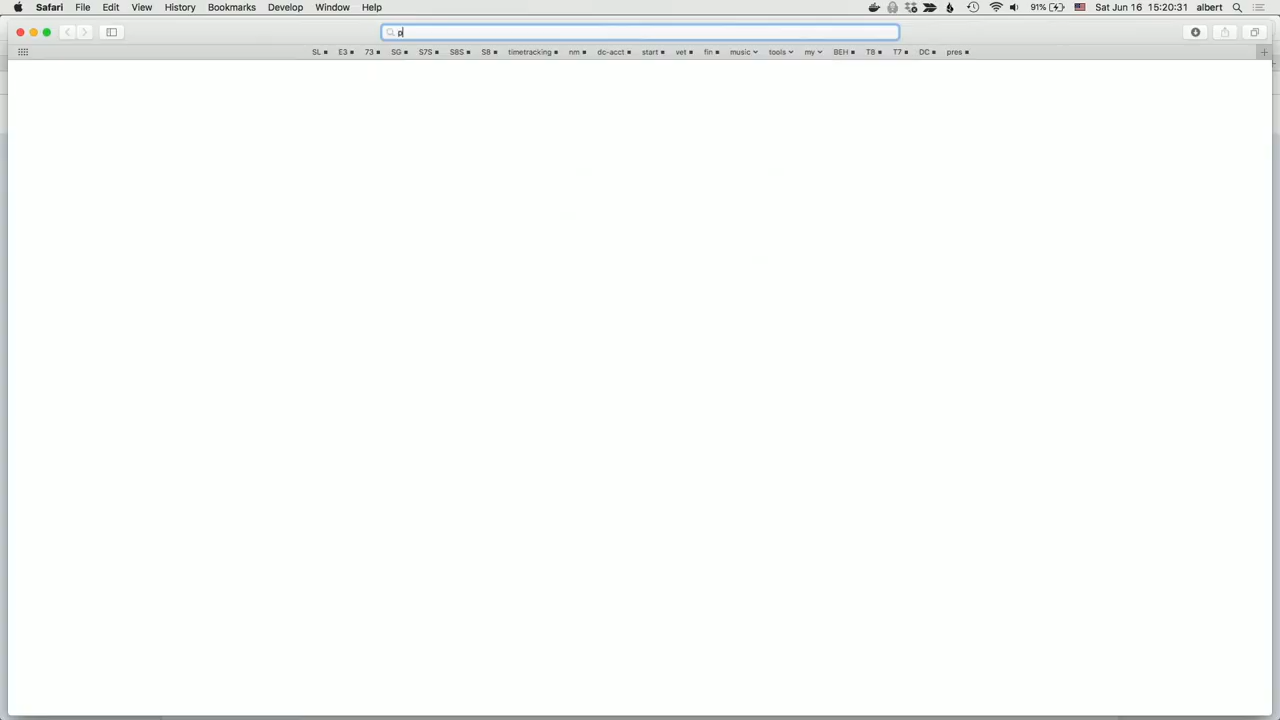 Safari File Edit View History Bookmarks Develop Window Help 91% Sat Jun 16 15:20:31 albert
p
SL E3 73 SG S7S S8S S8 timetracking nm dc-acct start vet fin music tools my BEH T8 T7 DC pres